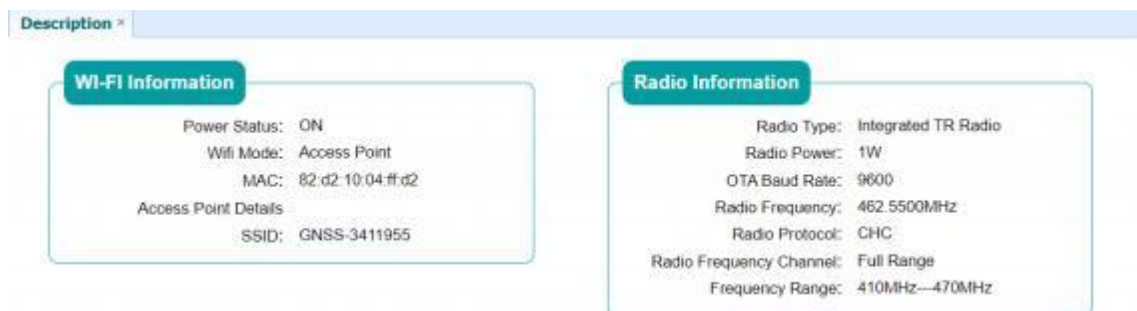 Description ×
WI-FI Information
Power Status: ON
Wifi Mode: Access Point
MAC: 82:d2:10:04:ff:d2
Access Point Details
SSID: GNSS-3411955
Radio Information
Radio Type: Integrated TR Radio
Radio Power: 1W
OTA Baud Rate: 9600
Radio Frequency: 462.5500MHz
Radio Protocol: CHC
Radio Frequency Channel: Full Range
Frequency Range: 410MHz---470MHz